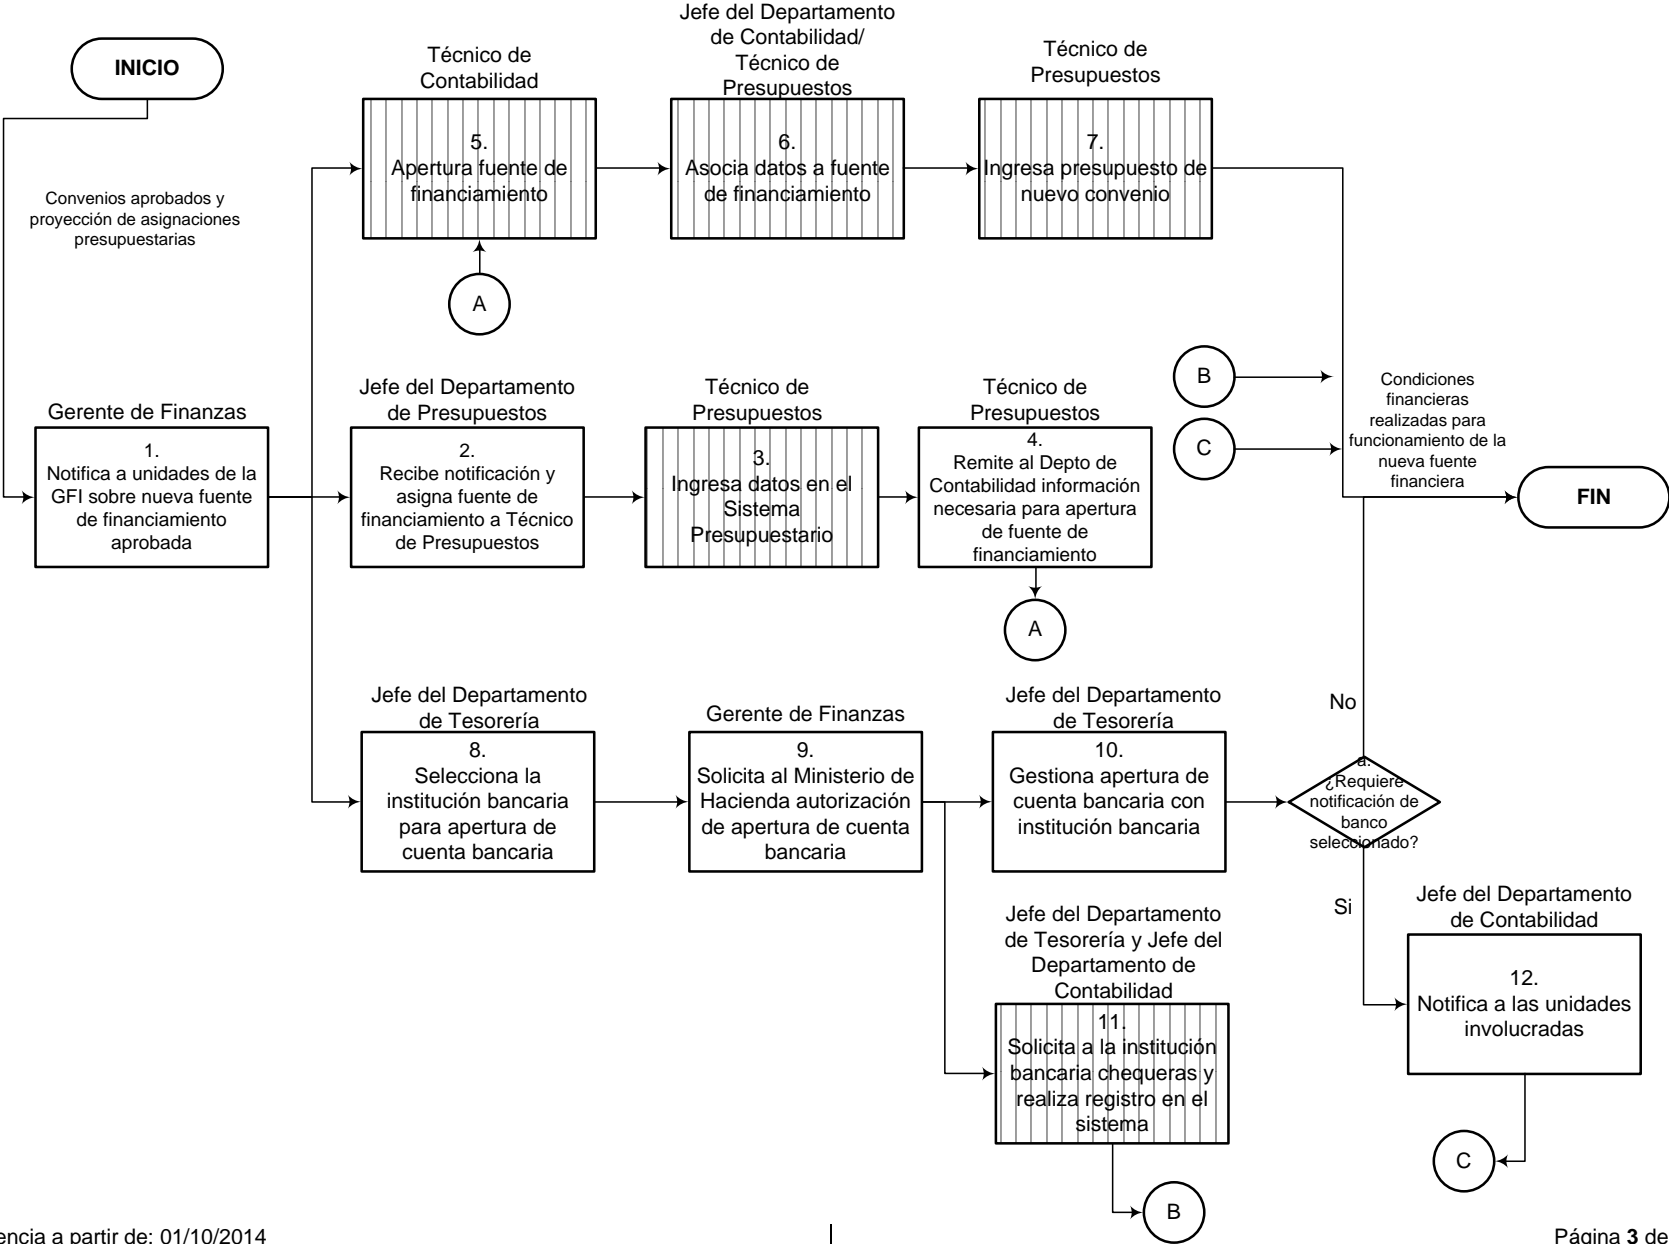 INICIO
Convenios aprobados y
proyección de asignaciones
presupuestarias
Técnico de
Contabilidad
5.
Apertura fuente de
financiamiento
A
Jefe del Departamento
de Contabilidad/
Técnico de
Presupuestos
6.
Asocia datos a fuente
de financiamiento
Técnico de
Presupuestos
7.
Ingresa presupuesto de
nuevo convenio
B
C
Condiciones
financieras
realizadas para
funcionamiento de la
nueva fuente
financiera
FIN
Gerente de Finanzas
1.
Notifica a unidades de la
GFI sobre nueva fuente
de financiamiento
aprobada
Jefe del Departamento
de Presupuestos
2.
Recibe notificación y
asigna fuente de
financiamiento a Técnico
de Presupuestos
Técnico de
Presupuestos
3.
Ingresa datos en el
Sistema
Presupuestario
Técnico de
Presupuestos
4.
Remite al Depto de
Contabilidad información
necesaria para apertura
de fuente de
financiamiento
A
Jefe del Departamento
de Tesorería
8.
Selecciona la
institución bancaria
para apertura de
cuenta bancaria
Gerente de Finanzas
9.
Solicita al Ministerio de
Hacienda autorización
de apertura de cuenta
bancaria
Jefe del Departamento
de Tesorería
10.
Gestiona apertura de
cuenta bancaria con
institución bancaria
No
a.
¿Requiere
notificación de
banco
seleccionado?
Si
Jefe del Departamento
de Tesorería y Jefe del
Departamento de
Contabilidad
11.
Solicita a la institución
bancaria chequeras y
realiza registro en el
sistema
B
Jefe del Departamento
de Contabilidad
12.
Notifica a las unidades
involucradas
C
encia a partir de: 01/10/2014
Página 3 de